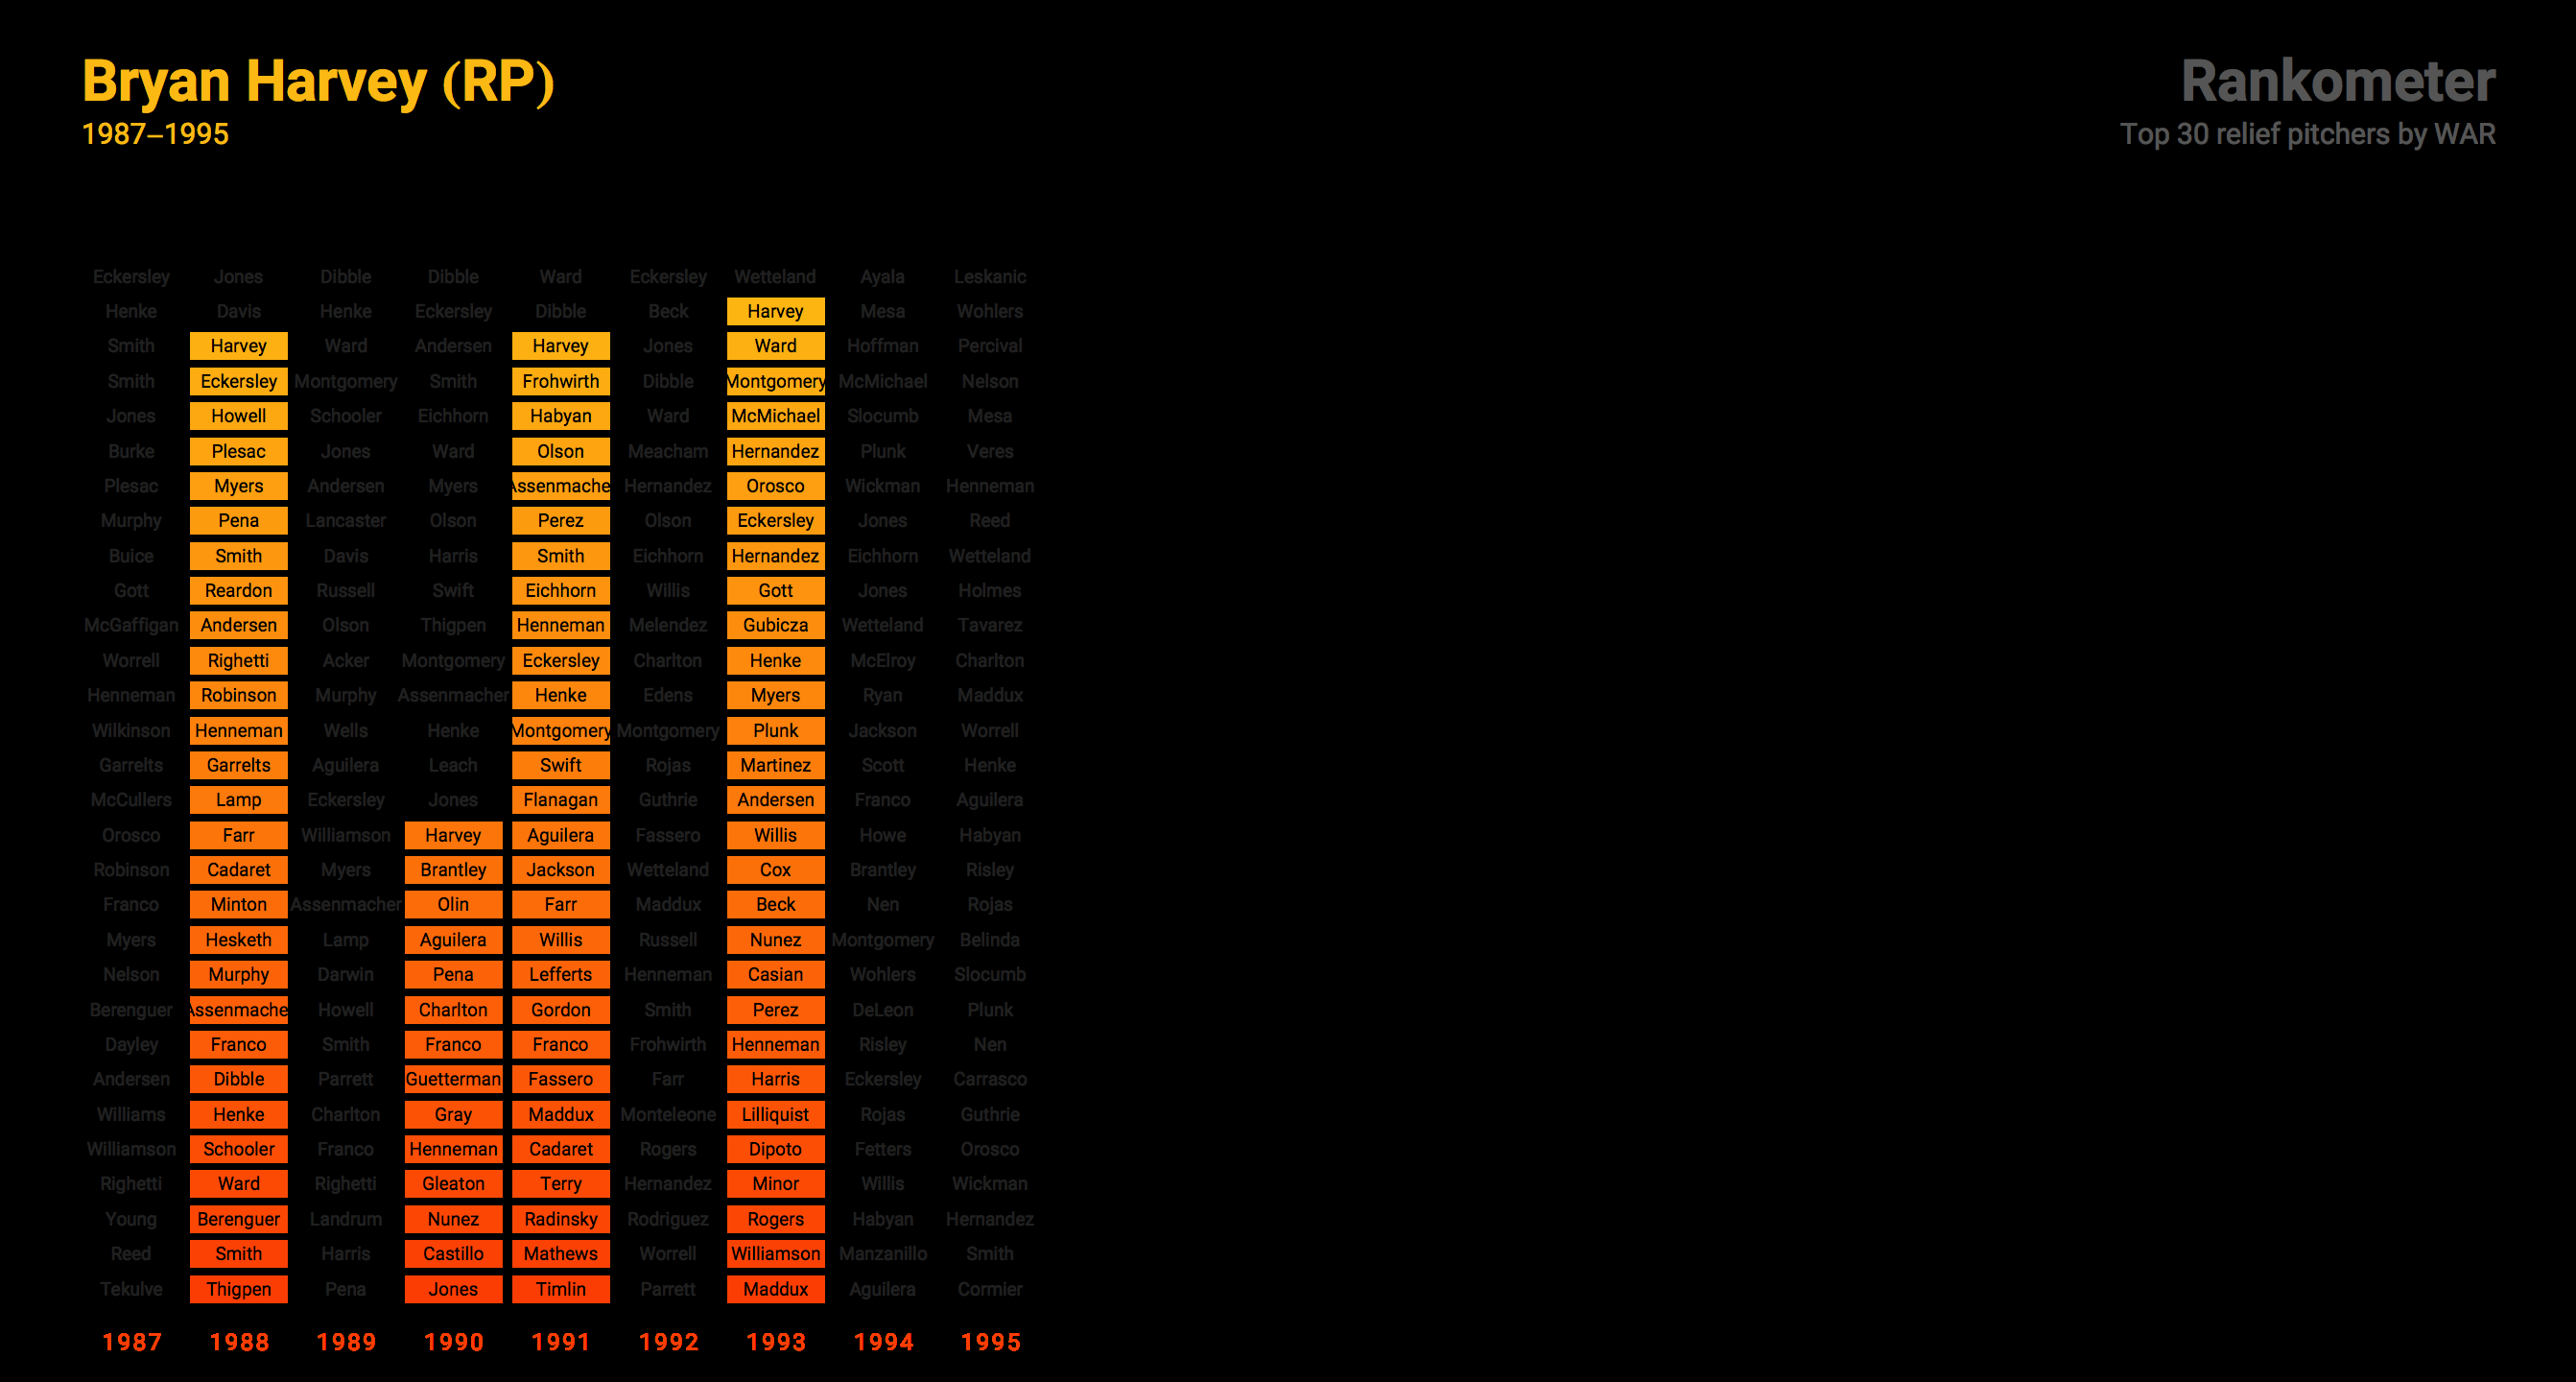 Bryan Harvey (RP)
1987–1995
Rankometer
Top 30 relief pitchers by WAR
Eckersley Jones Dibble Dibble Ward Eckersley Wetteland Ayala Leskanic
Henke Davis Henke Eckersley Dibble Beck Harvey Mesa Wohlers
Smith Harvey Ward Andersen Harvey Jones Ward Hoffman Percival
Smith Eckersley Montgomery Smith Frohwirth Dibble Montgomery McMichael Nelson
Jones Howell Schooler Eichhorn Habyan Ward McMichael Slocumb Mesa
Burke Plesac Jones Ward Olson Meacham Hernandez Plunk Veres
Plesac Myers Andersen Myers Assenmache Hernandez Orosco Wickman Henneman
Murphy Pena Lancaster Olson Perez Olson Eckersley Jones Reed
Buice Smith Davis Harris Smith Eichhorn Hernandez Eichhorn Wetteland
Gott Reardon Russell Swift Eichhorn Willis Gott Jones Holmes
McGaffigan Andersen Olson Thigpen Henneman Melendez Gubicza Wetteland Tavarez
Worrell Righetti Acker Montgomery Eckersley Charlton Henke McElroy Charlton
Henneman Robinson Murphy Assenmacher Henke Edens Myers Ryan Maddux
Wilkinson Henneman Wells Henke Montgomery Montgomery Plunk Jackson Worrell
Garrelts Garrelts Aguilera Leach Swift Rojas Martinez Scott Henke
McCullers Lamp Eckersley Jones Flanagan Guthrie Andersen Franco Aguilera
Orosco Farr Williamson Harvey Aguilera Fassero Willis Howe Habyan
Robinson Cadaret Myers Brantley Jackson Wetteland Cox Brantley Risley
Franco Minton Assenmacher Olin Farr Maddux Beck Nen Rojas
Myers Hesketh Lamp Aguilera Willis Russell Nunez Montgomery Belinda
Nelson Murphy Darwin Pena Lefferts Henneman Casian Wohlers Slocumb
Berenguer Assenmache Howell Charlton Gordon Smith Perez DeLeon Plunk
Dayley Franco Smith Franco Franco Frohwirth Henneman Risley Nen
Andersen Dibble Parrett Guetterman Fassero Farr Harris Eckersley Carrasco
Williams Henke Charlton Gray Maddux Monteleone Lilliquist Rojas Guthrie
Williamson Schooler Franco Henneman Cadaret Rogers Dipoto Fetters Orosco
Righetti Ward Righetti Gleaton Terry Hernandez Minor Willis Wickman
Young Berenguer Landrum Nunez Radinsky Rodriguez Rogers Habyan Hernandez
Reed Smith Harris Castillo Mathews Worrell Williamson Manzanillo Smith
Tekulve Thigpen Pena Jones Timlin Parrett Maddux Aguilera Cormier
1987 1988 1989 1990 1991 1992 1993 1994 1995